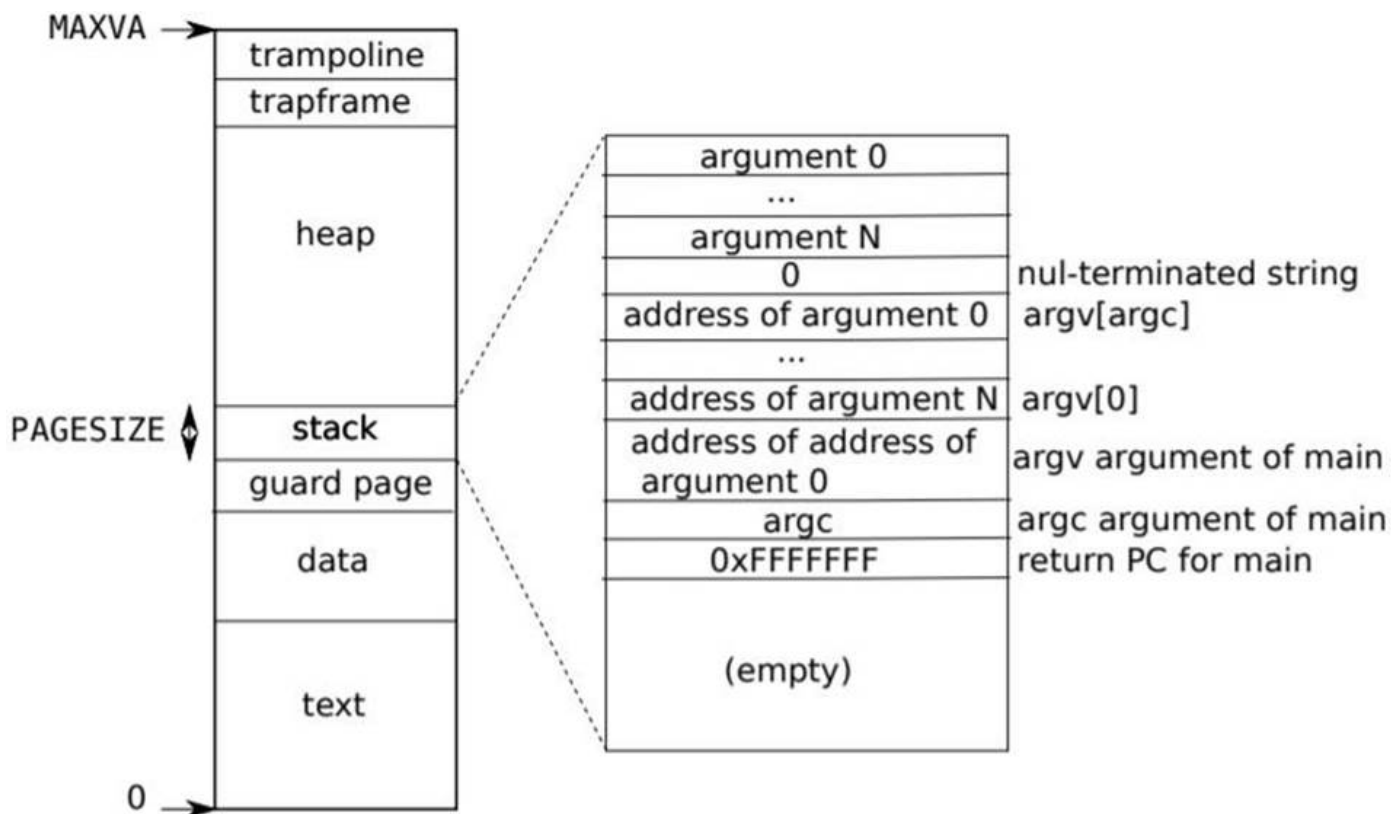 MAXVA
trampoline
trapframe
heap
PAGESIZE
stack
guard page
data
text
0
argument 0
...
argument N
0
nul-terminated string
address of argument 0
argv[argc]
...
address of argument N
argv[0]
address of address of
argument 0
argv argument of main
argc
argc argument of main
0xFFFFFFF
return PC for main
(empty)